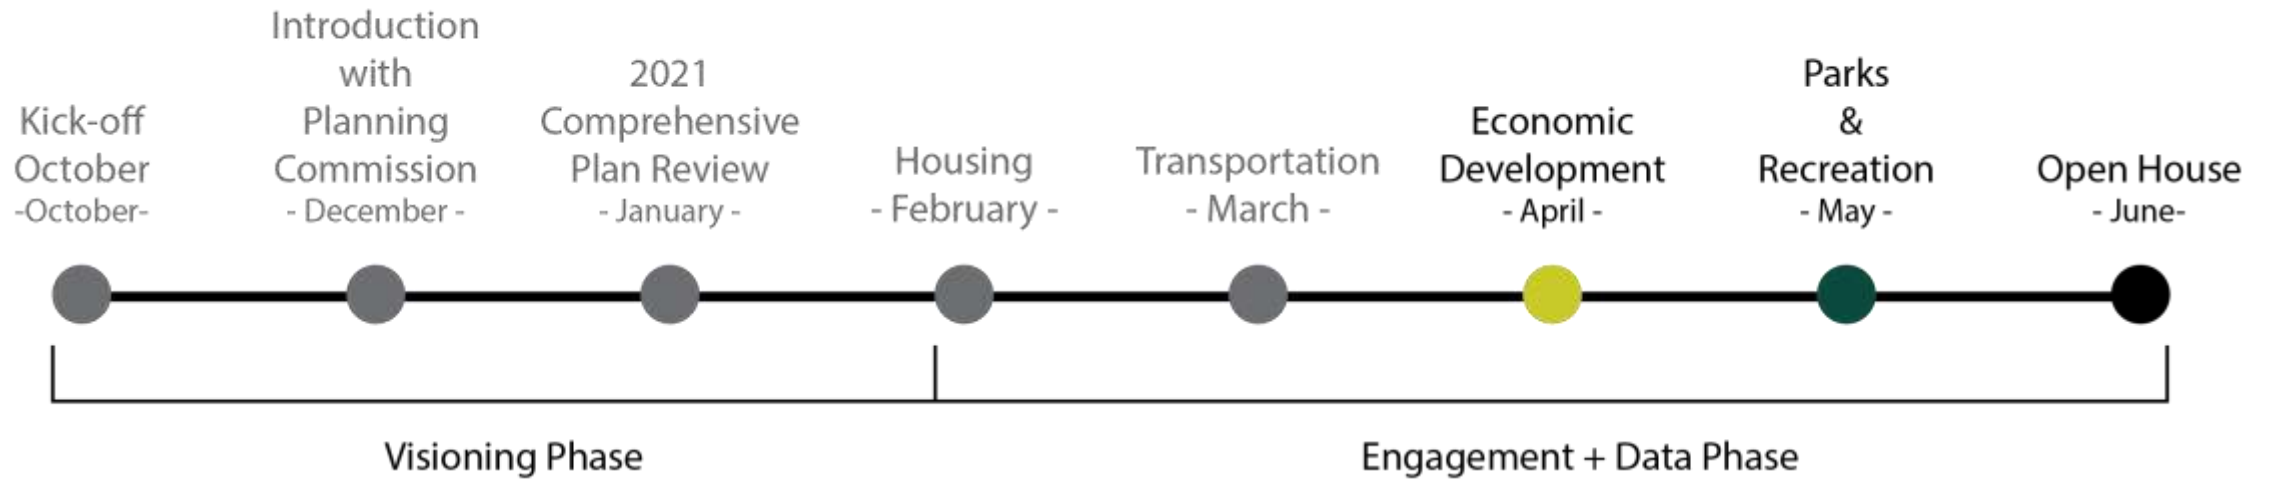 Kick-off
October
-October-
Introduction
with
Planning
Commission
- December -
2021
Comprehensive
Plan Review
- January -
Housing
- February -
Transportation
- March -
Economic
Development
- April -
Parks
&
Recreation
- May -
Open House
- June-
Visioning Phase
Engagement + Data Phase